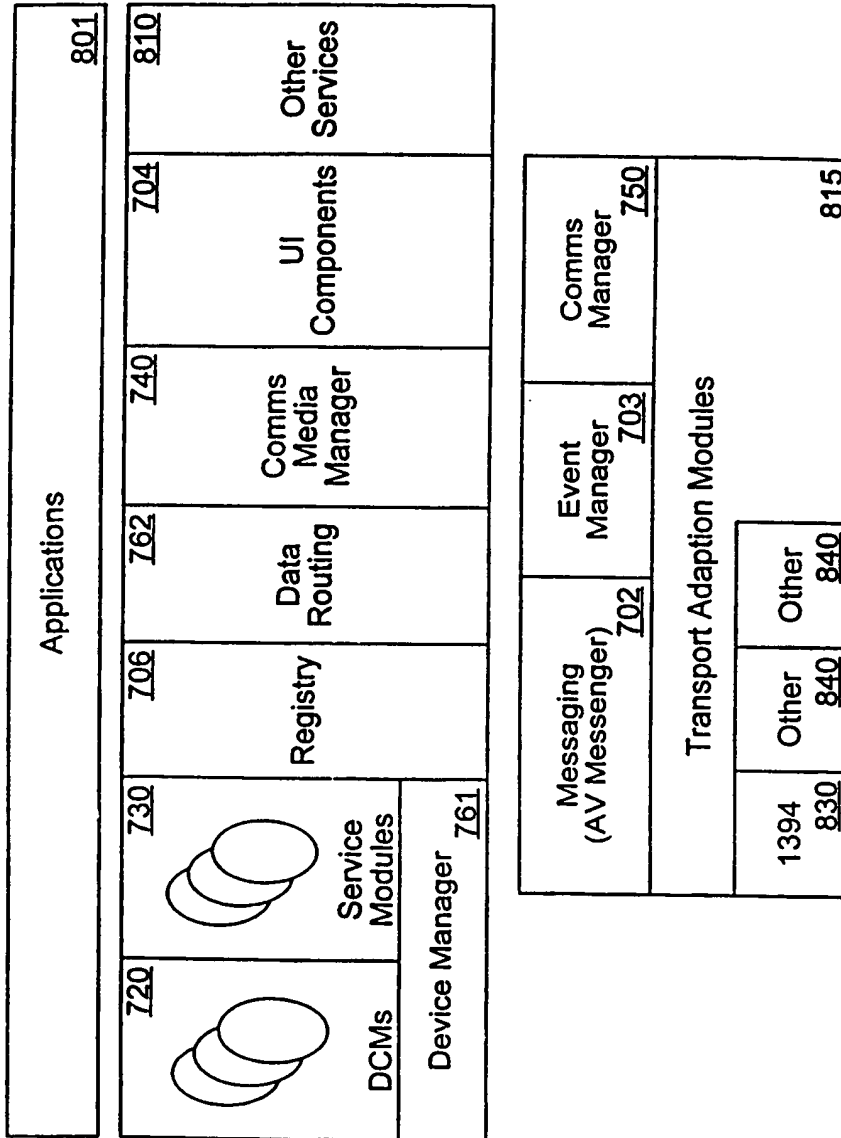 Applications
801
720
DCMs
730
Service
Modules
Device Manager
761
706
Registry
762
Data
Routing
740
Comms
Media
Manager
704
UI
Components
810
Other
Services
Messaging
(AV Messenger)
702
Event
Manager
703
Comms
Manager
750
Transport Adaption Modules
815
1394
830
Other
840
Other
840